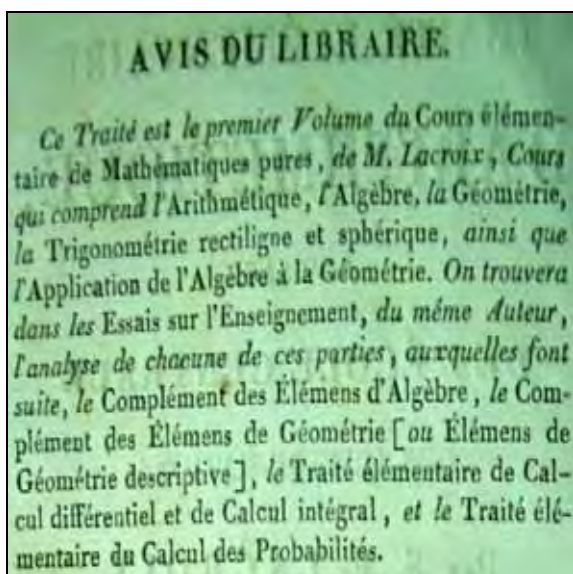 AVIS DU LIBRAIRE.
Ce Traité est le premier Volume du Cours élémen-
taire de Mathématiques pures, de M. Lacroix, Cours
qui comprend l'Arithmétique, l'Algèbre, la Géométrie,
la Trigonométrie rectiligne et sphérique, ainsi que
l'Application de l'Algèbre à la Géométrie. On trouvera
dans les Essais sur l'Enseignement, du même Auteur,
l'analyse de chacune de ces parties, auxquelles font
suite, le Complément des Élémens d'Algèbre, le Com-
plément des Élémens de Géométrie [ou Élémens de
Géométrie descriptive], le Traité élémentaire de Cal-
cul différentiel et de Calcul intégral, et le Traité élé-
mentaire du Calcul des Probabilités.